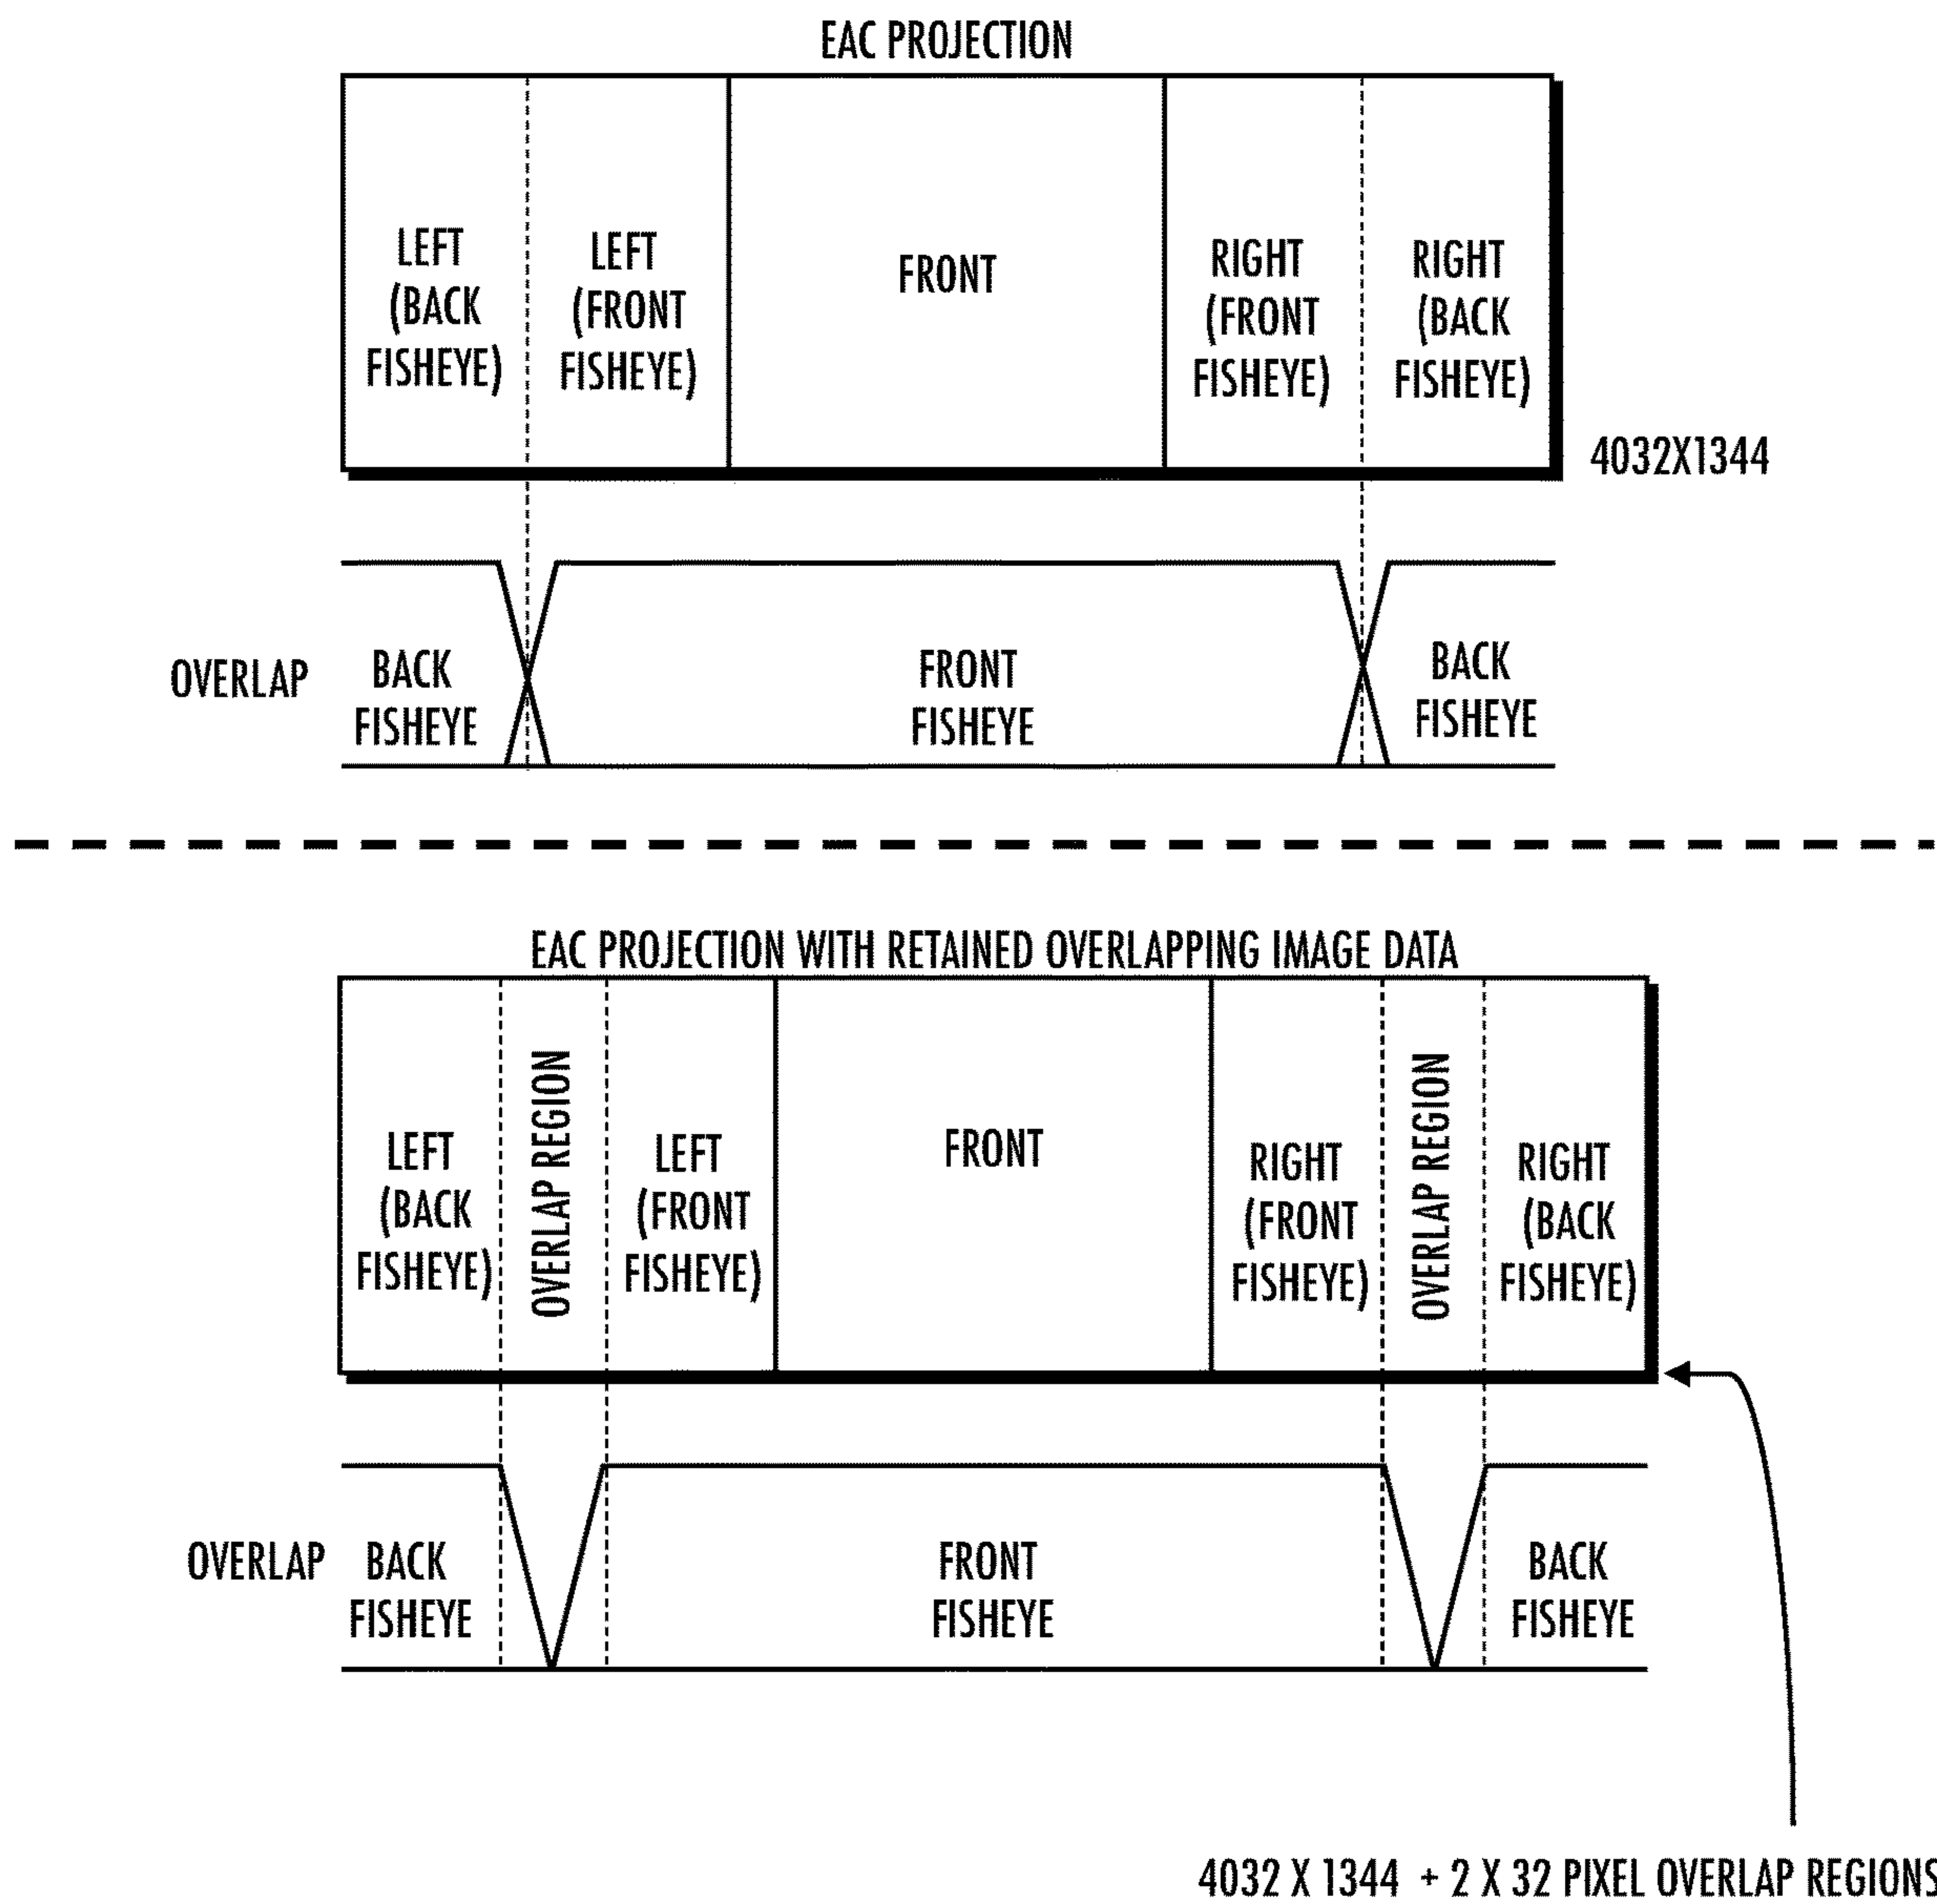 EAC PROJECTION
LEFT
(BACK
FISHEYE)
LEFT
(FRONT
FISHEYE)
FRONT
RIGHT
(FRONT
FISHEYE)
RIGHT
(BACK
FISHEYE)
4032X1344
OVERLAP
BACK
FISHEYE
FRONT
FISHEYE
BACK
FISHEYE
EAC PROJECTION WITH RETAINED OVERLAPPING IMAGE DATA
LEFT
(BACK
FISHEYE)
OVERLAP REGION
LEFT
(FRONT
FISHEYE)
FRONT
RIGHT
(FRONT
FISHEYE)
OVERLAP REGION
RIGHT
(BACK
FISHEYE)
OVERLAP
BACK
FISHEYE
FRONT
FISHEYE
BACK
FISHEYE
4032 X 1344 + 2 X 32 PIXEL OVERLAP REGIONS